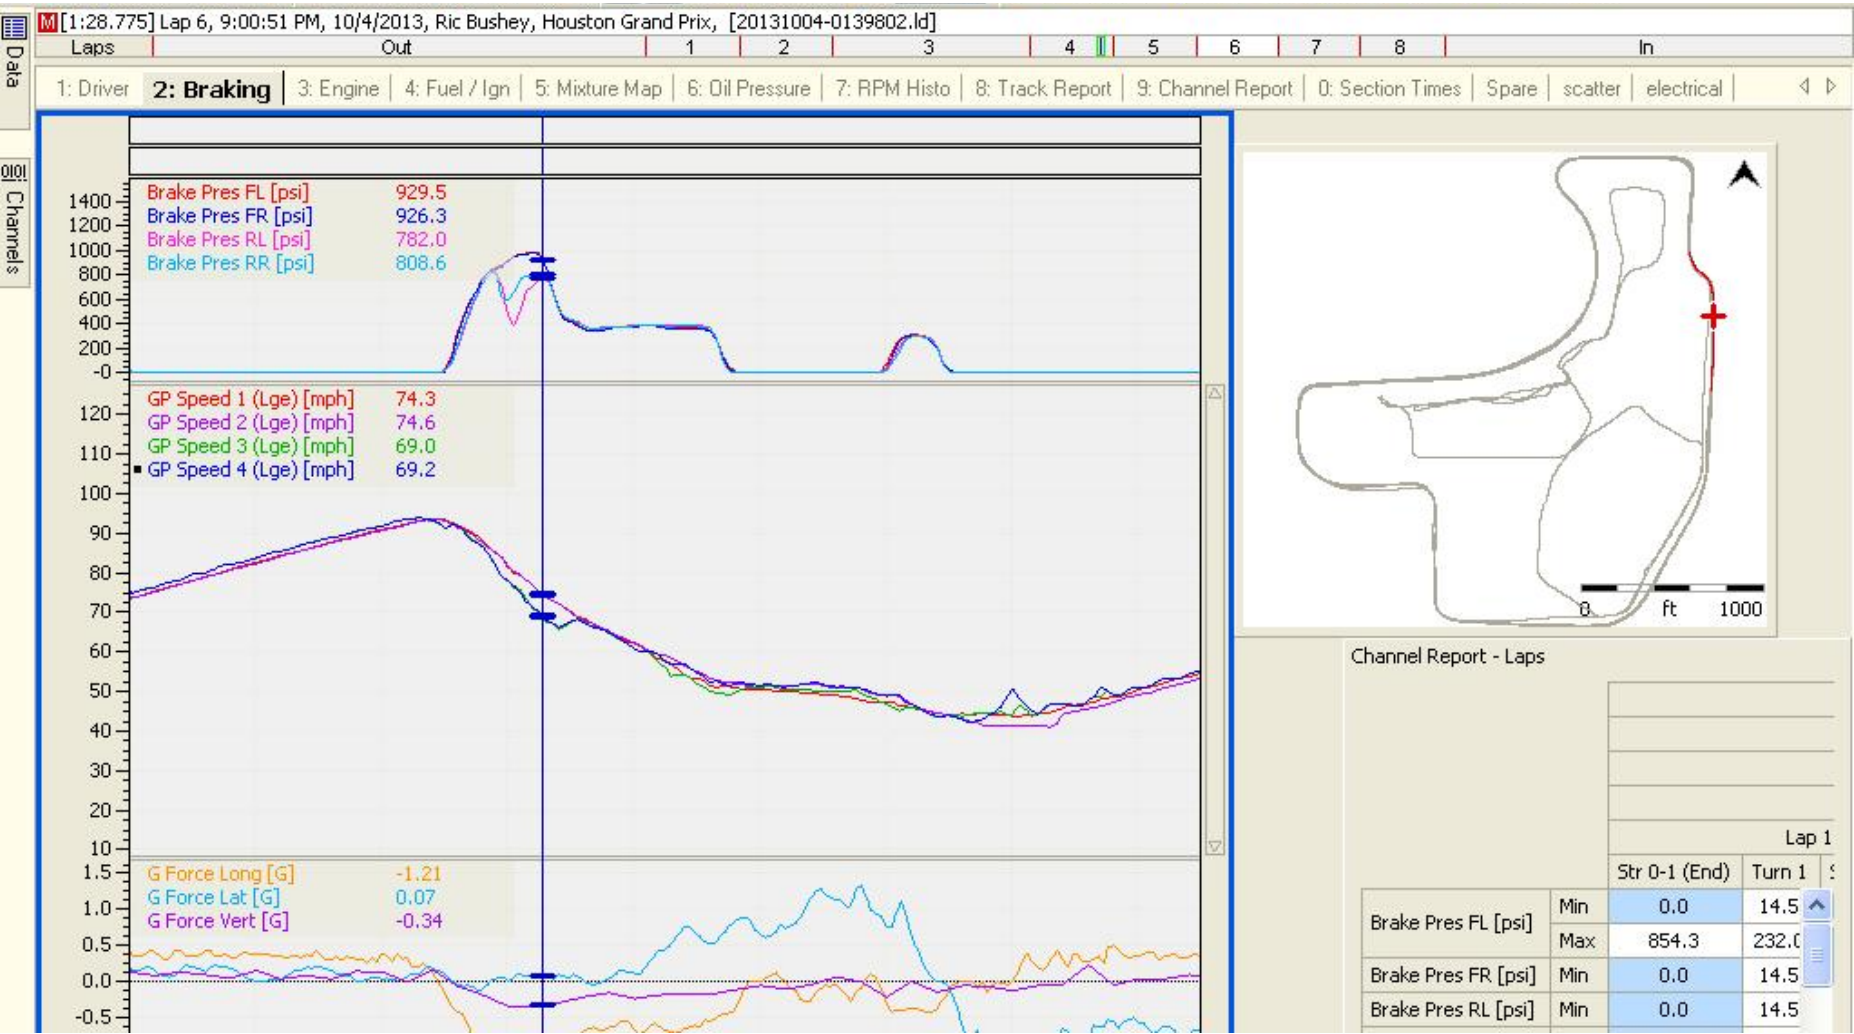 M [1:28.775] Lap 6, 9:00:51 PM, 10/4/2013, Ric Bushey, Houston Grand Prix, [20131004-0139802.ld]
Laps Out 1 2 3 4 5 6 7 8 In
Data
Channels
1: Driver 2: Braking 3: Engine 4: Fuel / Ign 5: Mixture Map 6: Oil Pressure 7: RPM Histo 8: Track Report 9: Channel Report 0: Section Times Spare scatter electrical
1400
1200
1000
800
600
400
200
-0
Brake Pres FL [psi] 929.5
Brake Pres FR [psi] 926.3
Brake Pres RL [psi] 782.0
Brake Pres RR [psi] 808.6
GP Speed 1 (Lge) [mph] 74.3
GP Speed 2 (Lge) [mph] 74.6
GP Speed 3 (Lge) [mph] 69.0
GP Speed 4 (Lge) [mph] 69.2
120
110
100
90
80
70
60
50
40
30
20
10
G Force Long [G] -1.21
G Force Lat [G] 0.07
G Force Vert [G] -0.34
1.5
1.0
0.5
0.0
-0.5
0 ft 1000
Channel Report - Laps
Lap 1
Str 0-1 (End) Turn 1
Brake Pres FL [psi] Min 0.0 14.5
Max 854.3 232.0
Brake Pres FR [psi] Min 0.0 14.5
Brake Pres RL [psi] Min 0.0 14.5